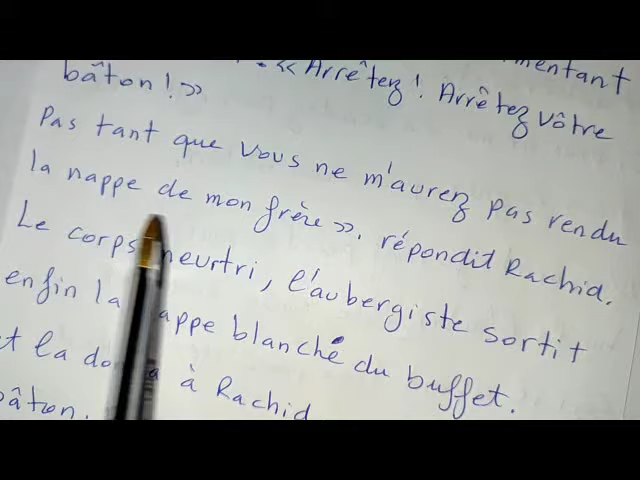 mentant
. « Arrêtez ! Arrêtez vôtre
bâton ! »
Pas tant que vous ne m'aurez pas rendu
la nappe de mon frère », répondit Rachid.
Le corps meurtri, l'aubergiste sortit
enfin la nappe blanche du buffet.
et la donna à Rachid
bâton.